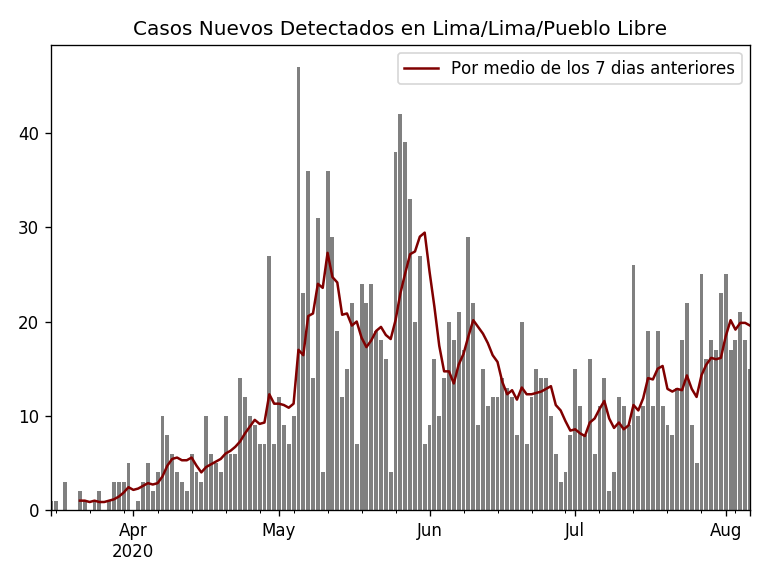 Casos Nuevos Detectados en Lima/Lima/Pueblo Libre
Por medio de los 7 dias anteriores
40
30
20
10
0
Apr May Jun Jul Aug
2020